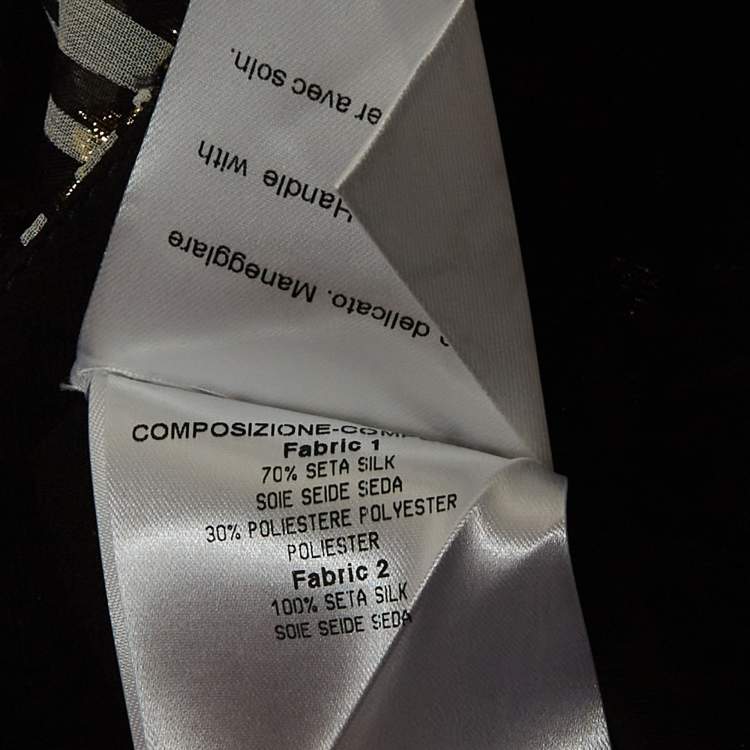 delicato. Maneggiare
Handle with
er avec soin.
COMPOSIZIONE-COMP
Fabric 1
70% SETA SILK
SOIE SEIDE SEDA
30% POLIESTERE POLYESTER
POLIESTER
Fabric 2
100% SETA SILK
SOIE SEIDE SEDA